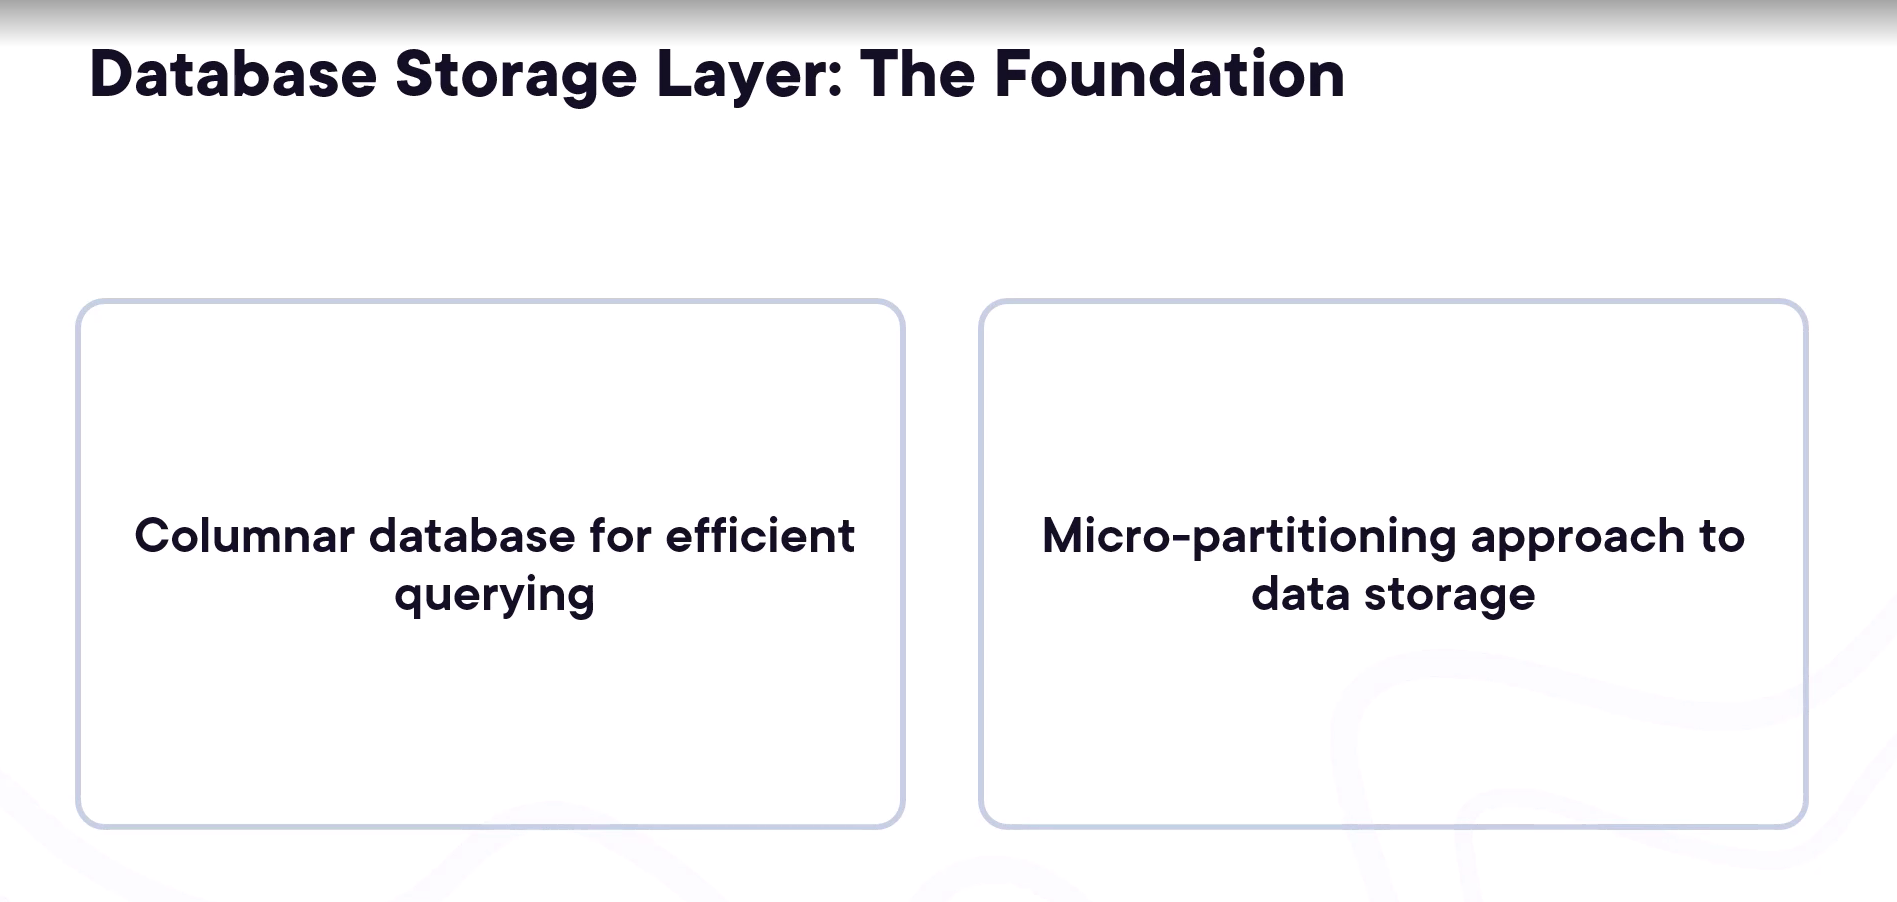 Database Storage Layer: The Foundation
Columnar database for efficient
querying
Micro-partitioning approach to
data storage